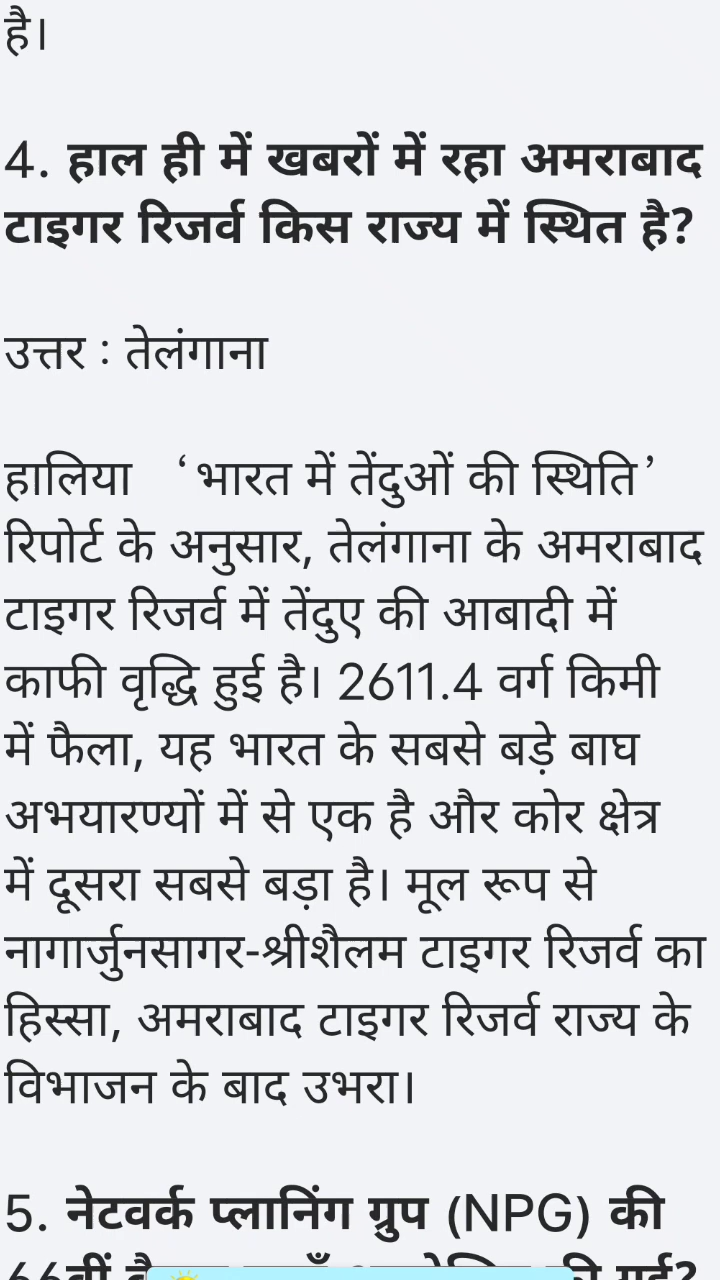 है।
4. हाल ही में खबरों में रहा अमराबाद
टाइगर रिजर्व किस राज्य में स्थित है?
उत्तर : तेलंगाना
हालिया ‘भारत में तेंदुओं की स्थिति’
रिपोर्ट के अनुसार, तेलंगाना के अमराबाद
टाइगर रिजर्व में तेंदुए की आबादी में
काफी वृद्धि हुई है। 2611.4 वर्ग किमी
में फैला, यह भारत के सबसे बड़े बाघ
अभयारण्यों में से एक है और कोर क्षेत्र
में दूसरा सबसे बड़ा है। मूल रूप से
नागार्जुनसागर-श्रीशैलम टाइगर रिजर्व का
हिस्सा, अमराबाद टाइगर रिजर्व राज्य के
विभाजन के बाद उभरा।
5. नेटवर्क प्लानिंग ग्रुप (NPG) की
66वीं की गई?